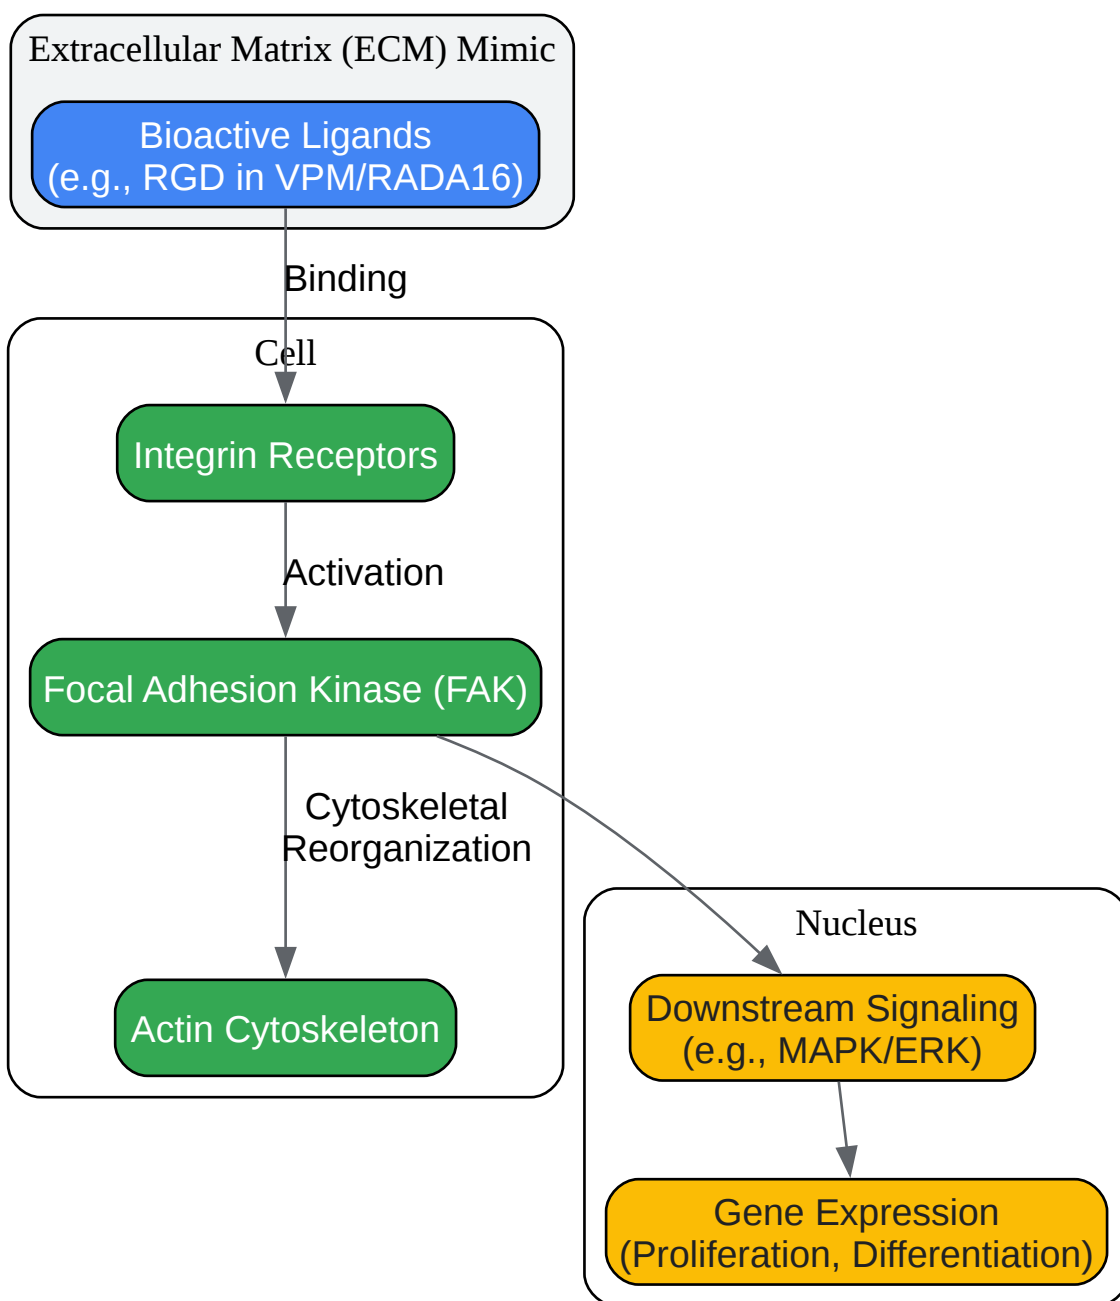 Extracellular Matrix (ECM) Mimic
Bioactive Ligands
(e.g., RGD in VPM/RADA16)
Binding
Cell
Integrin Receptors
Activation
Focal Adhesion Kinase (FAK)
Cytoskeletal
Reorganization
Actin Cytoskeleton
Nucleus
Downstream Signaling
(e.g., MAPK/ERK)
Gene Expression
(Proliferation, Differentiation)